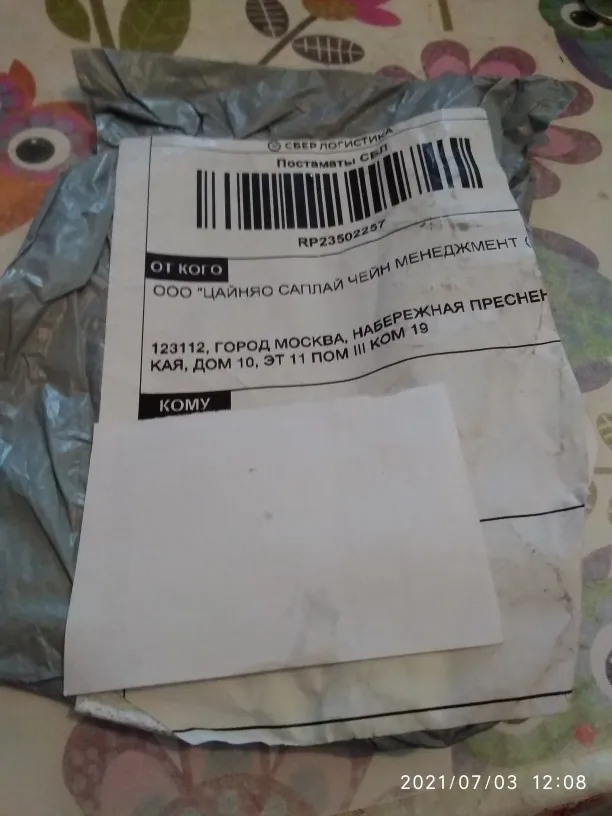 СБЕР ЛОГИСТИКА
Постаматы СБЛ
RP23502257
ОТ КОГО
ООО "ЦАЙНЯО САПЛАЙ ЧЕЙН МЕНЕДЖМЕНТ
123112, ГОРОД МОСКВА, НАБЕРЕЖНАЯ ПРЕСНЕН
КАЯ, ДОМ 10, ЭТ 11 ПОМ III КОМ 19
КОМУ
2021/07/03 12:08